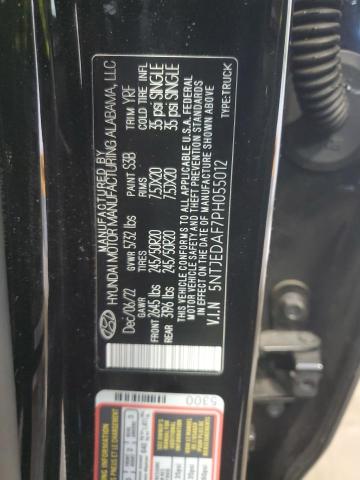 MANUFACTURED BY
HYUNDAI MOTOR MANUFACTURING ALABAMA, LLC
Dec/06/22 GVWR 5732 lbs PAINT S3B TRIM YRF
GAWR TIRES RIMS COLD TIRE INFL
FRONT 2645 lbs 245/50R20 7.5JX20 35 psi SINGLE
REAR 3196 lbs 245/50R20 7.5JX20 35 psi SINGLE
THIS VEHICLE CONFORMS TO ALL APPLICABLE U.S.A. FEDERAL
MOTOR VEHICLE SAFETY, BUMPER, AND
THEFT PREVENTION STANDARDS
IN EFFECT ON THE DATE OF MANUFACTURE SHOWN ABOVE
V.I.N 5NTJEDAF7PH055012 TYPE:TRUCK
5300